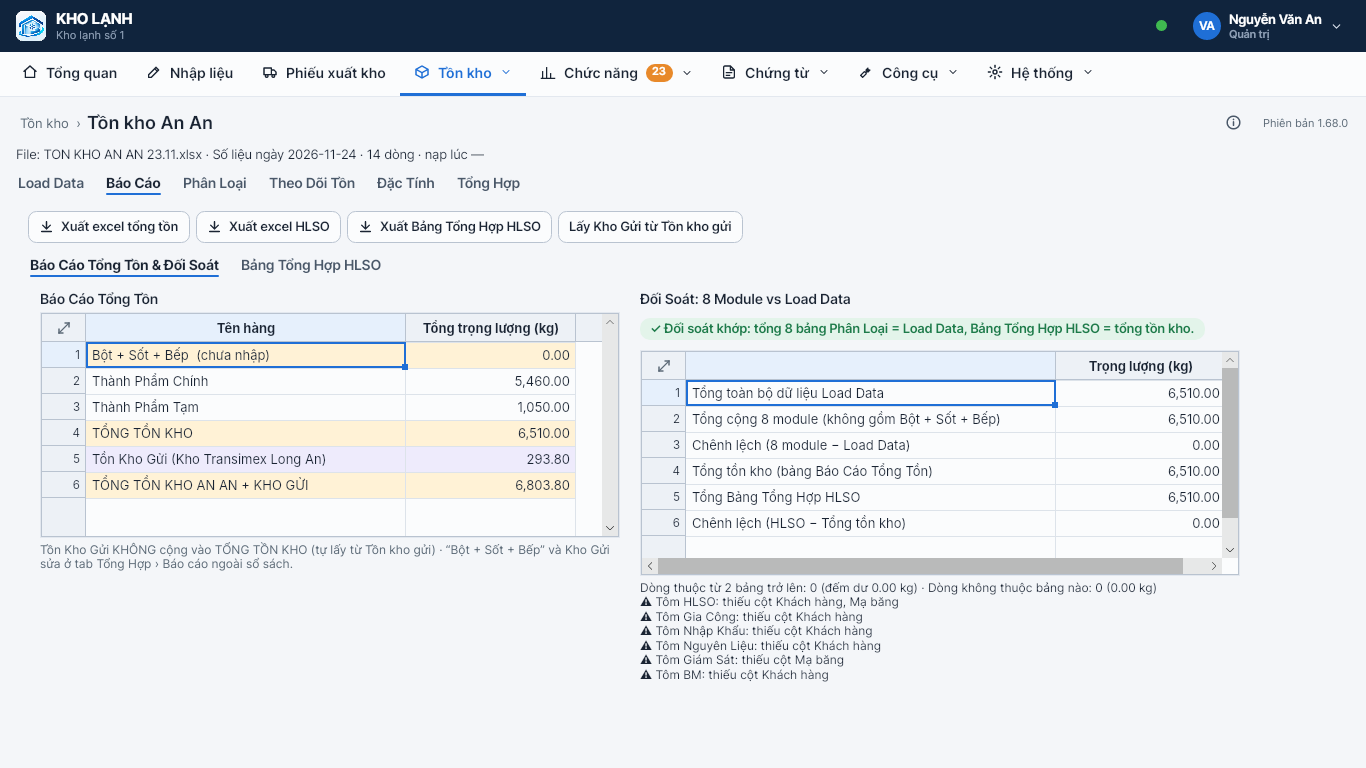 KHO LẠNH
Kho lạnh số 1
VA
Nguyễn Văn An
Quản trị
Tổng quan
Nhập liệu
Phiếu xuất kho
Tồn kho
Chức năng 23
Chứng từ
Công cụ
Hệ thống
Tồn kho › Tồn kho An An
Phiên bản 1.68.0
File: TON KHO AN AN 23.11.xlsx · Số liệu ngày 2026-11-24 · 14 dòng · nạp lúc —
Load Data
Báo Cáo
Phân Loại
Theo Dõi Tồn
Đặc Tính
Tổng Hợp
Xuất excel tổng tồn
Xuất excel HLSO
Xuất Bảng Tổng Hợp HLSO
Lấy Kho Gửi từ Tồn kho gửi
Báo Cáo Tổng Tồn & Đối Soát
Bảng Tổng Hợp HLSO
Báo Cáo Tổng Tồn
Tên hàng Tổng trọng lượng (kg)
1 Bột + Sốt + Bếp (chưa nhập) 0.00
2 Thành Phẩm Chính 5,460.00
3 Thành Phẩm Tạm 1,050.00
4 TỔNG TỒN KHO 6,510.00
5 Tồn Kho Gửi (Kho Transimex Long An) 293.80
6 TỔNG TỒN KHO AN AN + KHO GỬI 6,803.80
Tồn Kho Gửi KHÔNG cộng vào TỔNG TỒN KHO (tự lấy từ Tồn kho gửi) · "Bột + Sốt + Bếp" và Kho Gửi
sửa ở tab Tổng Hợp › Báo cáo ngoài sổ sách.
Đối Soát: 8 Module vs Load Data
✓ Đối soát khớp: tổng 8 bảng Phân Loại = Load Data, Bảng Tổng Hợp HLSO = tổng tồn kho.
Trọng lượng (kg)
1 Tổng toàn bộ dữ liệu Load Data 6,510.00
2 Tổng cộng 8 module (không gồm Bột + Sốt + Bếp) 6,510.00
3 Chênh lệch (8 module − Load Data) 0.00
4 Tổng tồn kho (bảng Báo Cáo Tổng Tồn) 6,510.00
5 Tổng Bảng Tổng Hợp HLSO 6,510.00
6 Chênh lệch (HLSO − Tổng tồn kho) 0.00
Dòng thuộc từ 2 bảng trở lên: 0 (đếm dư 0.00 kg) · Dòng không thuộc bảng nào: 0 (0.00 kg)
⚠ Tôm HLSO: thiếu cột Khách hàng, Mạ băng
⚠ Tôm Gia Công: thiếu cột Khách hàng
⚠ Tôm Nhập Khẩu: thiếu cột Khách hàng
⚠ Tôm Nguyên Liệu: thiếu cột Khách hàng
⚠ Tôm Giám Sát: thiếu cột Mạ băng
⚠ Tôm BM: thiếu cột Khách hàng